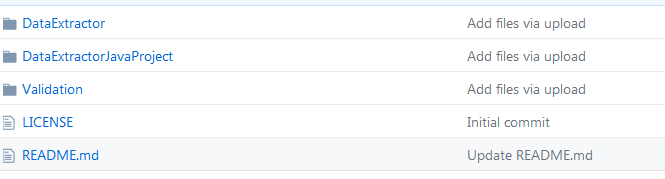 DataExtractor Add files via upload
DataExtractorJavaProject Add files via upload
Validation Add files via upload
LICENSE Initial commit
README.md Update README.md